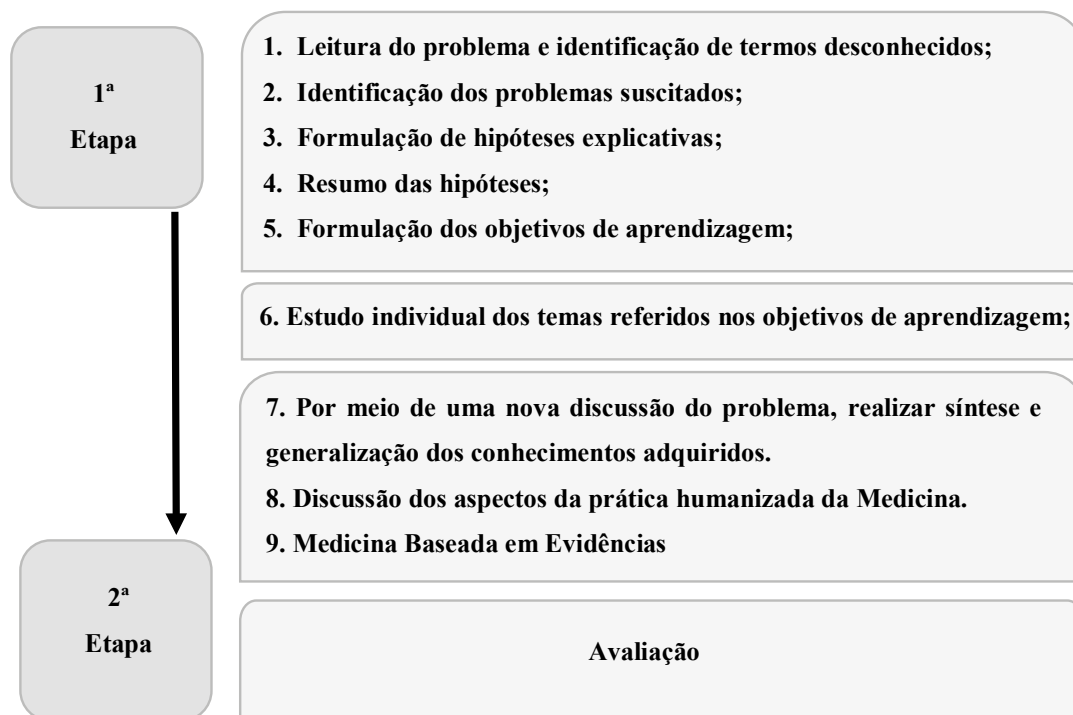 1ª
Etapa
1. Leitura do problema e identificação de termos desconhecidos;
2. Identificação dos problemas suscitados;
3. Formulação de hipóteses explicativas;
4. Resumo das hipóteses;
5. Formulação dos objetivos de aprendizagem;
6. Estudo individual dos temas referidos nos objetivos de aprendizagem;
7. Por meio de uma nova discussão do problema, realizar síntese e
generalização dos conhecimentos adquiridos.
8. Discussão dos aspectos da prática humanizada da Medicina.
9. Medicina Baseada em Evidências
2ª
Etapa
Avaliação